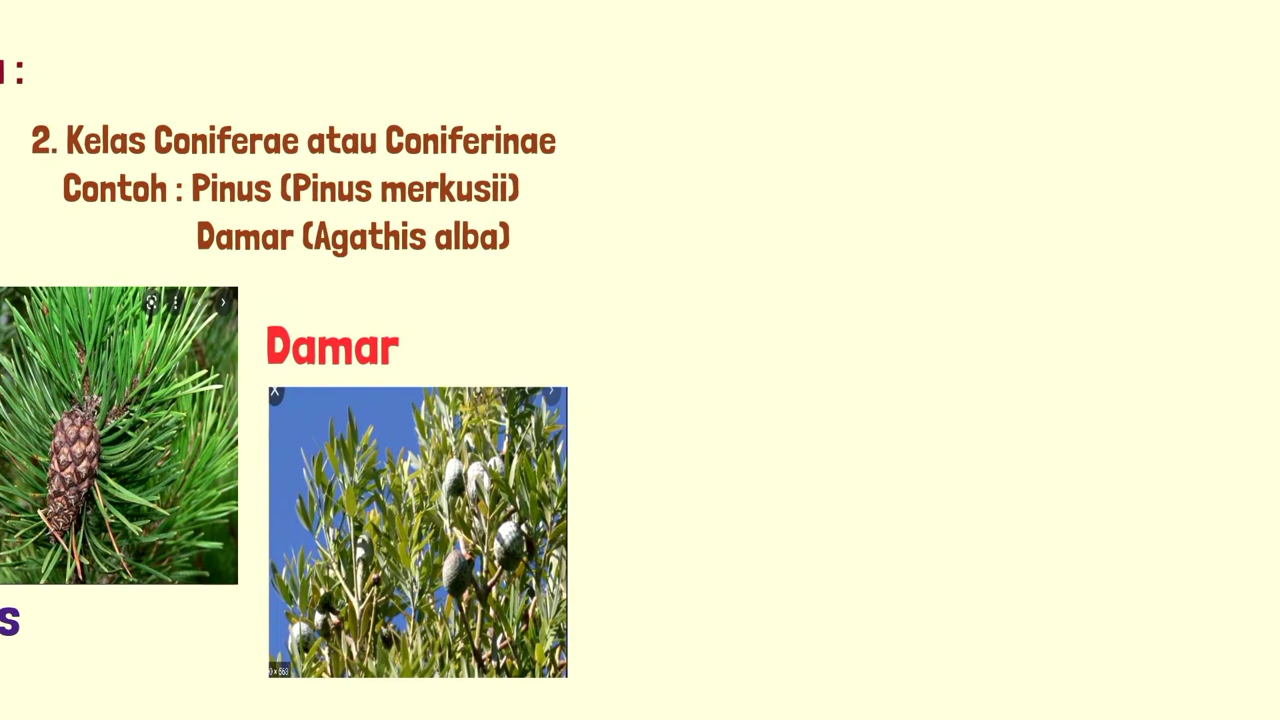 :
2. Kelas Coniferae atau Coniferinae
Contoh : Pinus (Pinus merkusii)
Damar (Agathis alba)
Damar
s